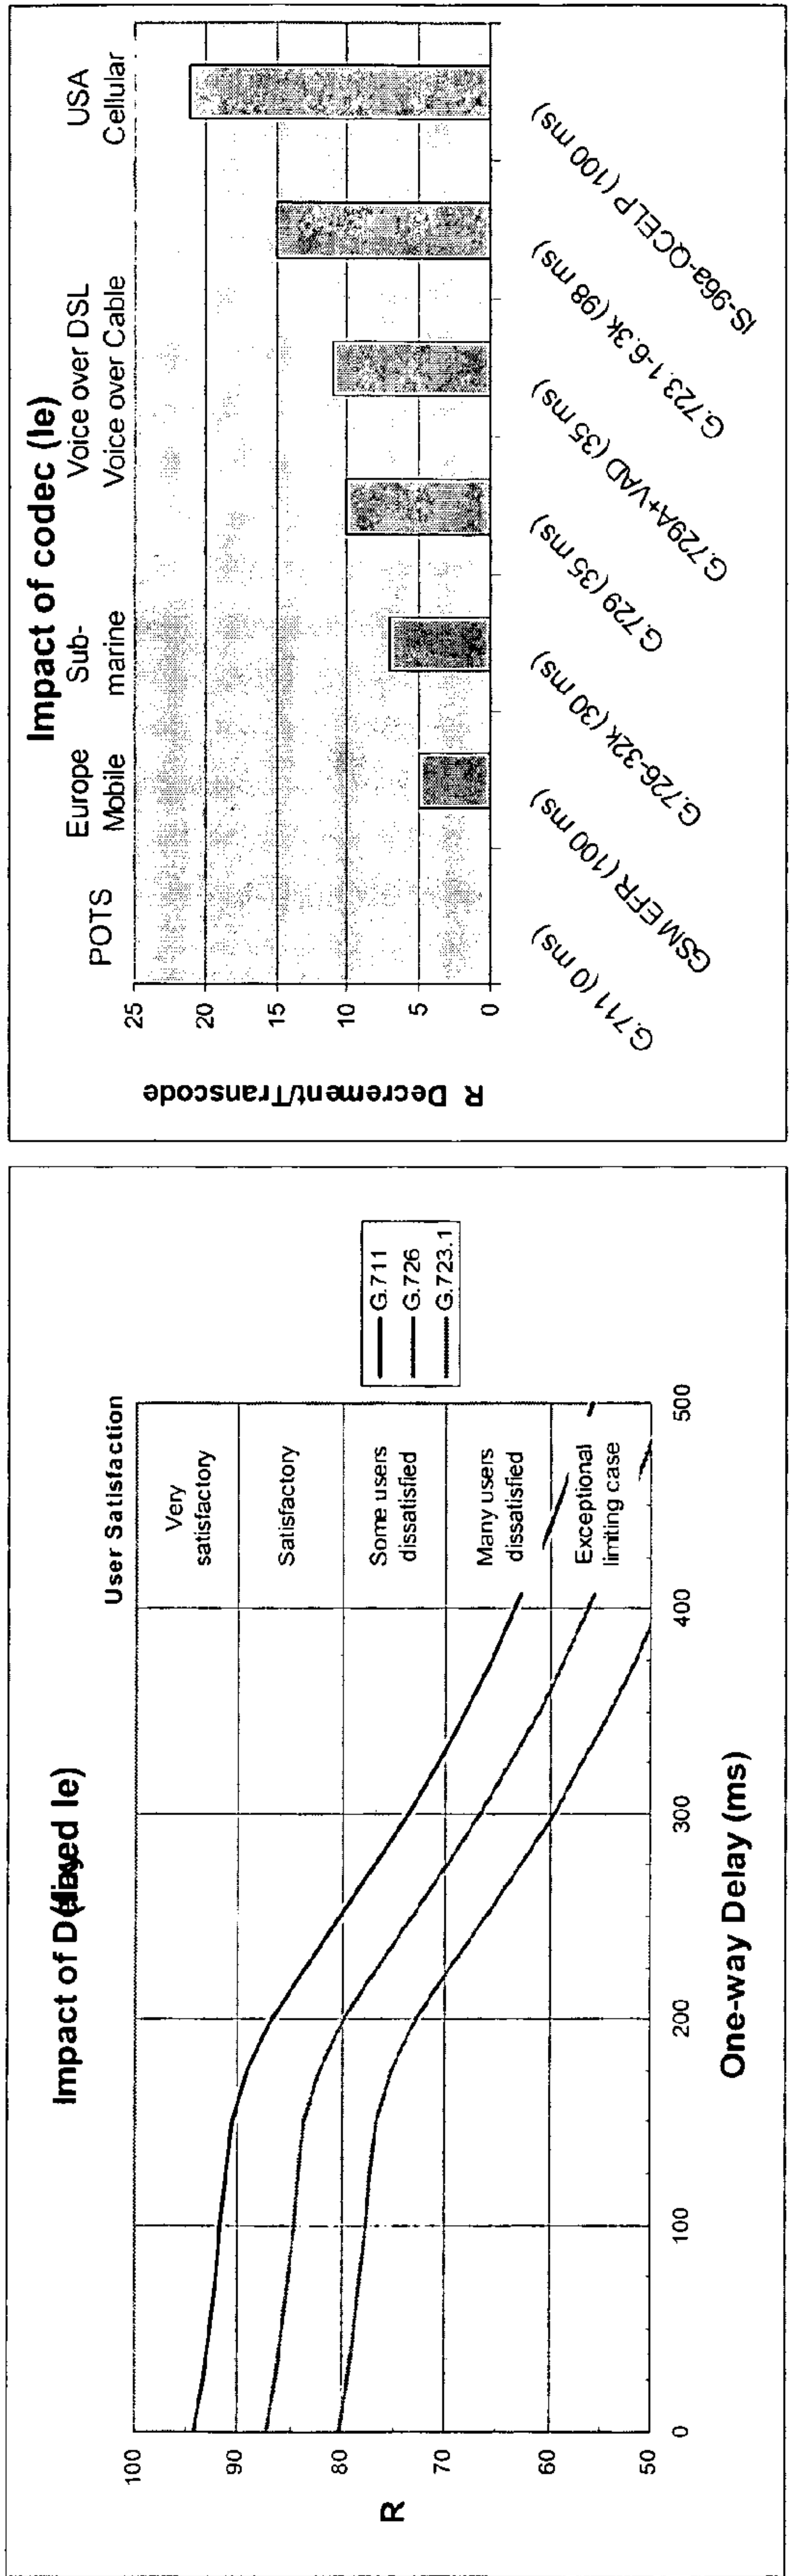 Impact of Delay (fixed Ie)
User Satisfaction
100
90
80
70
60
50
R
Very
satisfactory
Satisfactory
Some users
dissatisfied
Many users
dissatisfied
Exceptional
limiting case
0
100
200
300
400
500
One-way Delay (ms)
G.711
G.726
G.723.1
Impact of codec (Ie)
POTS
Europe
Mobile
Sub-
marine
Voice over DSL
Voice over Cable
USA
Cellular
R Decrement/Transcode
25
20
15
10
5
0
G.711 (0 ms)
GSM EFR (100 ms)
G.726-32k (30 ms)
G.729 (35 ms)
G.729A+VAD (35 ms)
G.723.1-6.3k (98 ms)
IS-96a-QCELP (100 ms)